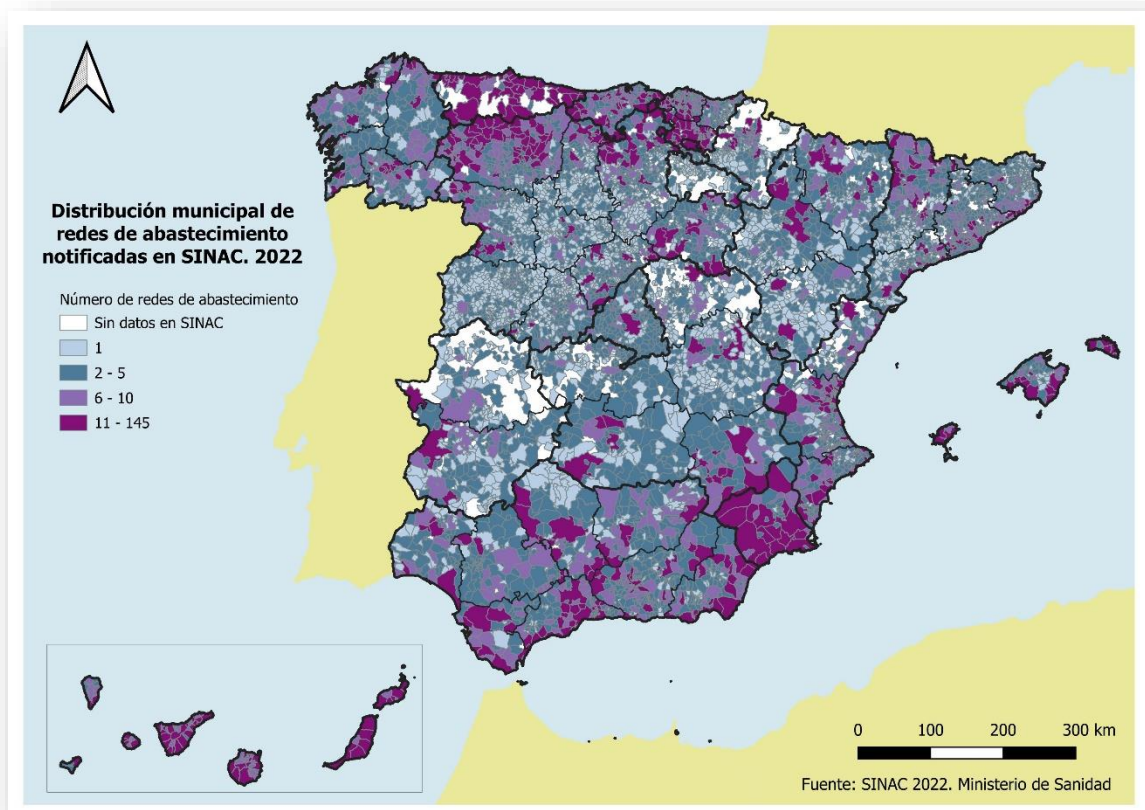 Distribución municipal de
redes de abastecimiento
notificadas en SINAC. 2022
Número de redes de abastecimiento
Sin datos en SINAC
1
2 - 5
6 - 10
11 - 145
0 100 200 300 km
Fuente: SINAC 2022. Ministerio de Sanidad